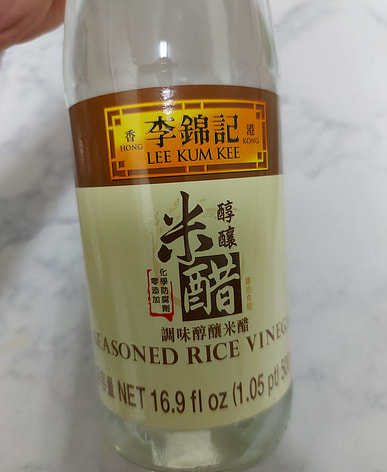 香 李錦記 港
HONG LEE KUM KEE KONG
醇釀
米醋
化學防腐劑
零添加
調味醇釀米醋
SEASONED RICE VINEG
NET 16.9 fl oz (1.05 pt) 500